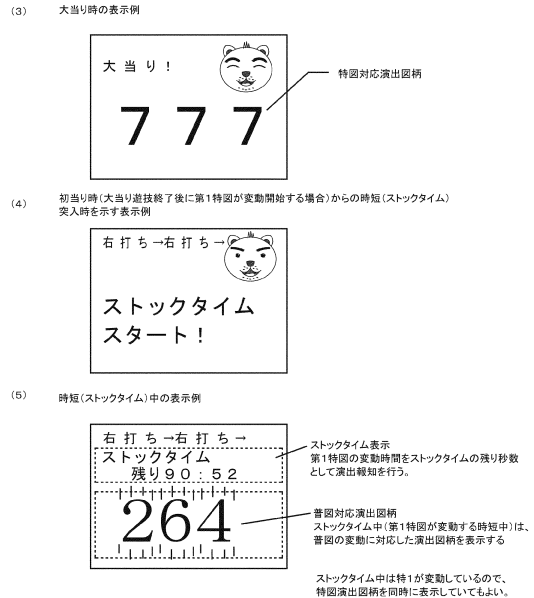 (3) 大当り時の表示例
大当り！
特図対応演出図柄
777
(4) 初当り時(大当り遊技終了後に第1特図が変動開始する場合)からの時短(ストックタイム)
突入時を示す表示例
右打ち→右打ち→
ストックタイム
スタート！
(5) 時短(ストックタイム)中の表示例
右打ち→右打ち→
ストックタイム
残り90：52
ストックタイム表示
第1特図の変動時間をストックタイムの残り秒数
として演出報知を行う。
264
普図対応演出図柄
ストックタイム中(第1特図が変動する時短中)は、
普図の変動に対応した演出図柄を表示する
ストックタイム中は特1が変動しているので、
特図演出図柄を同時に表示していてもよい。